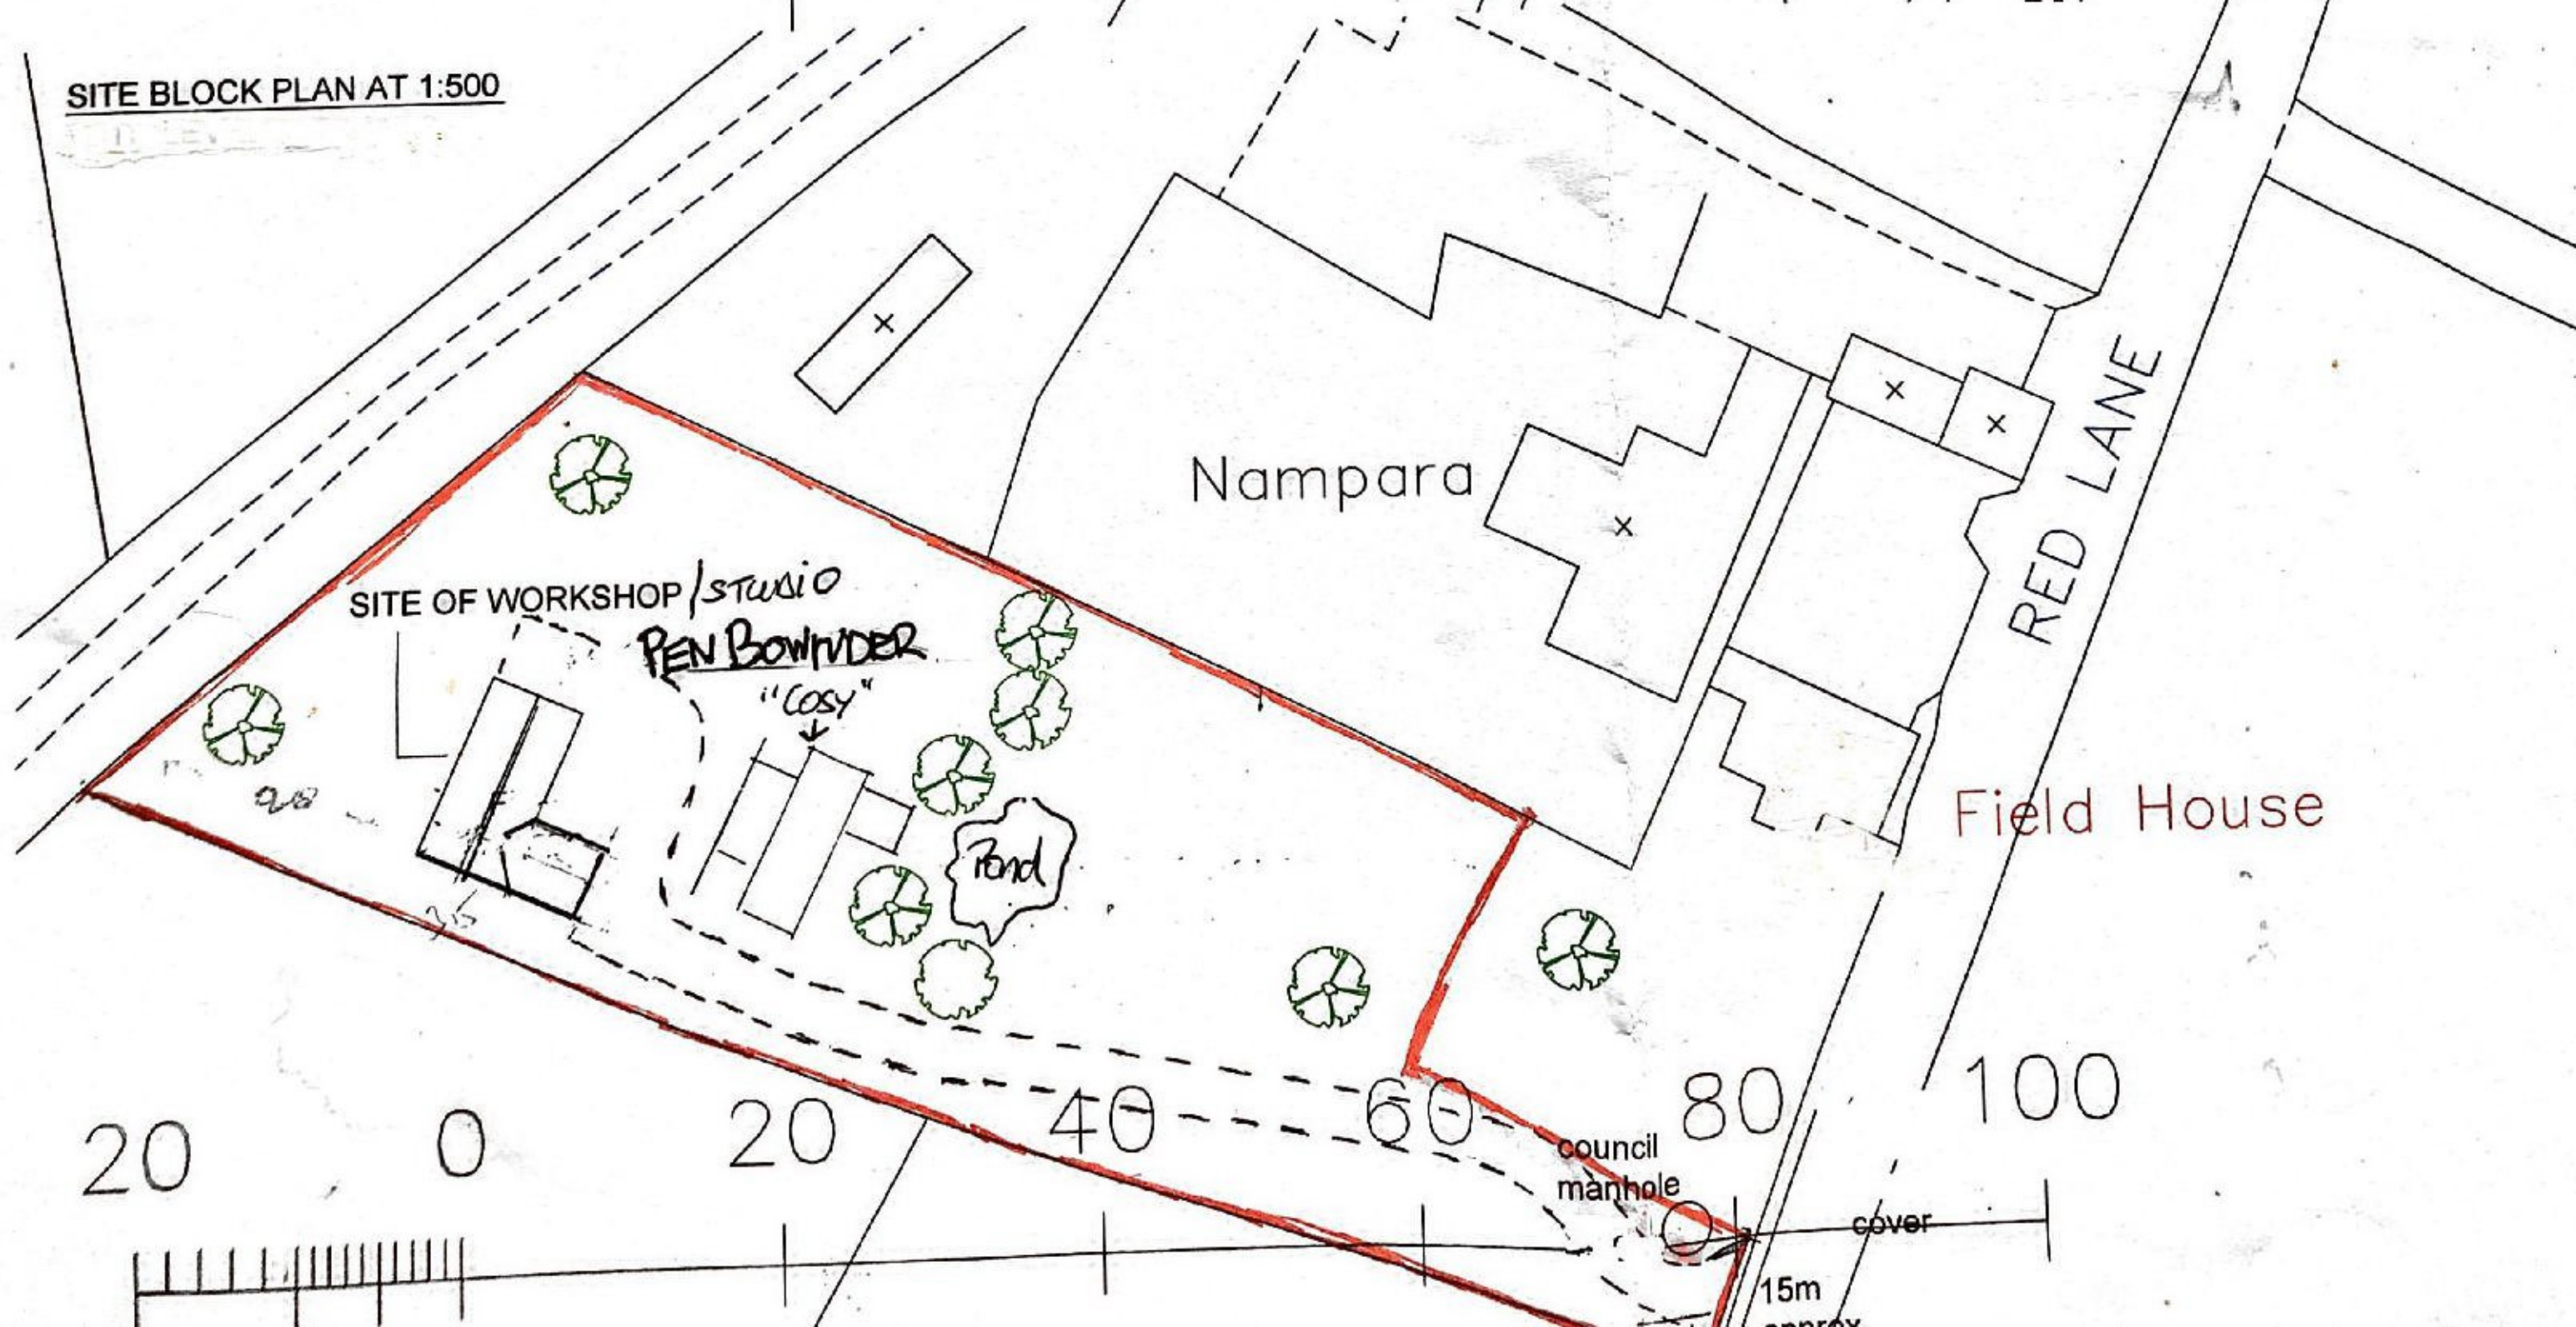 SITE BLOCK PLAN AT 1:500
Nampara
RED LANE
SITE OF WORKSHOP/STUDIO
PEN BOWNDER
"COSY"
Pond
Field House
20 0 20 40 60 80 100
council
manhole
cover
15m
approx